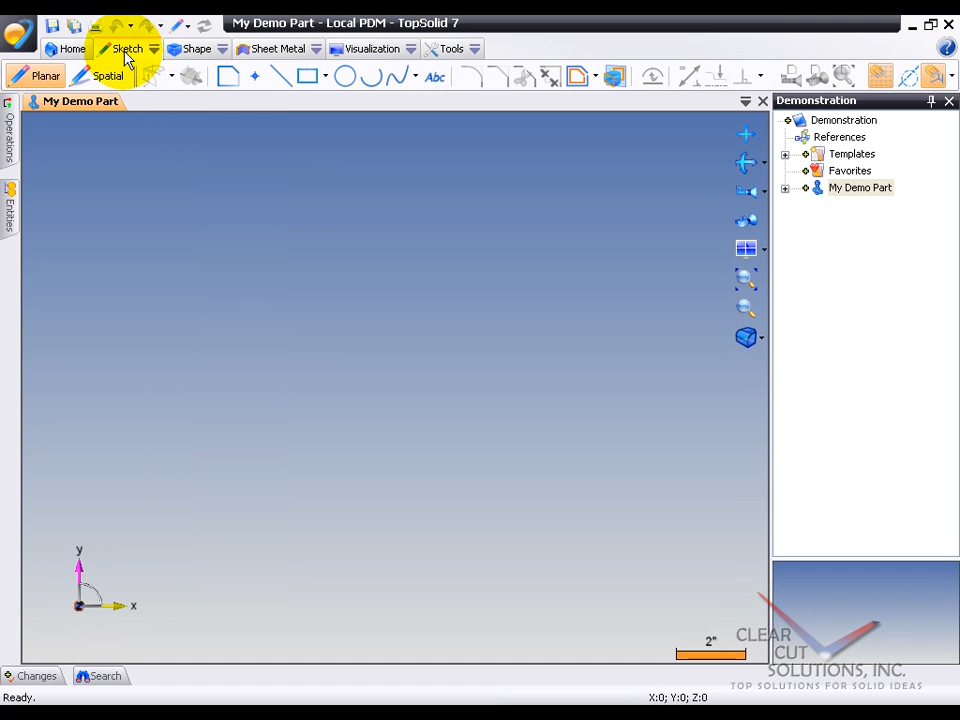 My Demo Part - Local PDM - TopSolid 7
Home Sketch Shape Sheet Metal Visualization Tools
Planar Spatial Abc
My Demo Part
Demonstration
Operations
Entities
Demonstration
References
Templates
Favorites
My Demo Part
y
x
2"
CLEAR
CUT
SOLUTIONS, INC.
TOP SOLUTIONS FOR SOLID IDEAS
Changes Search
Ready.
X:0; Y:0; Z:0